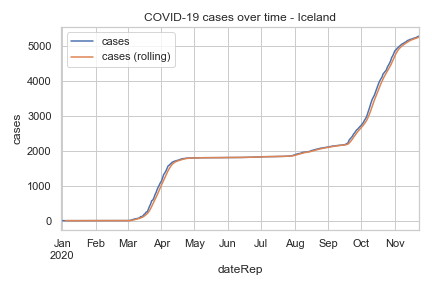 COVID-19 cases over time - Iceland
cases
cases (rolling)
5000
4000
3000
2000
1000
0
cases
Jan Feb Mar Apr May Jun Jul Aug Sep Oct Nov
2020
dateRep